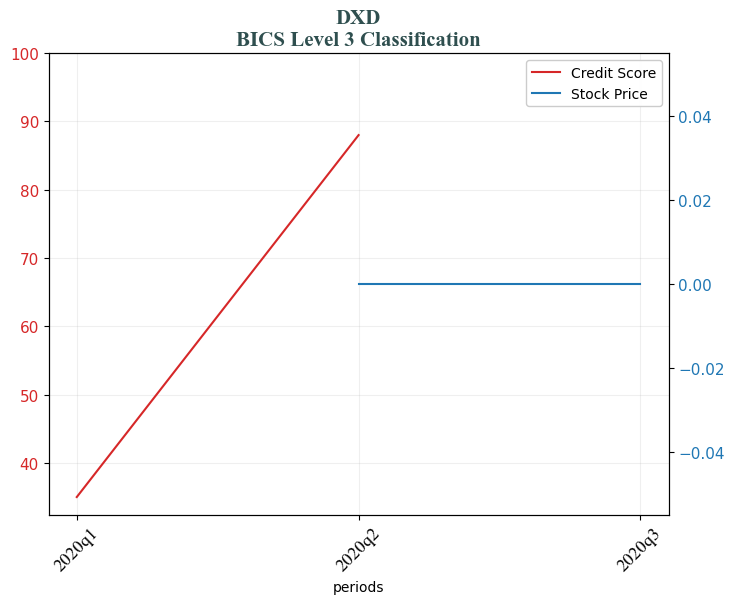 DXD
BICS Level 3 Classification
Credit Score
Stock Price
100
90
80
70
60
50
40
0.04
0.02
0.00
−0.02
−0.04
2020q1
2020q2
2020q3
periods